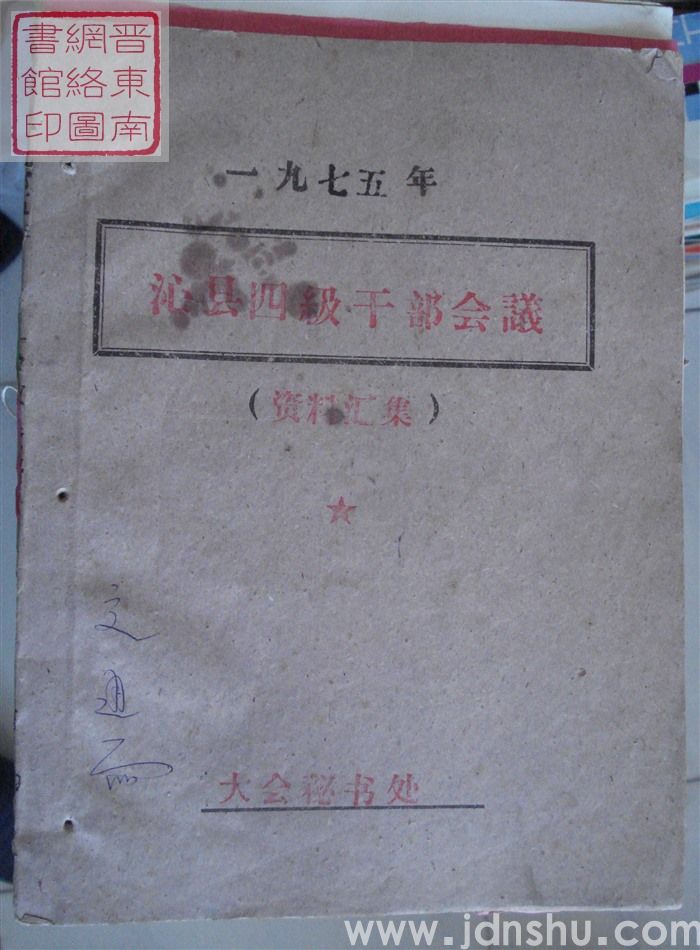 晋東南
網絡圖
書館印
一九七五年
沁县四級干部会議
（资料汇集）
大会秘书处
www.jdnshu.com